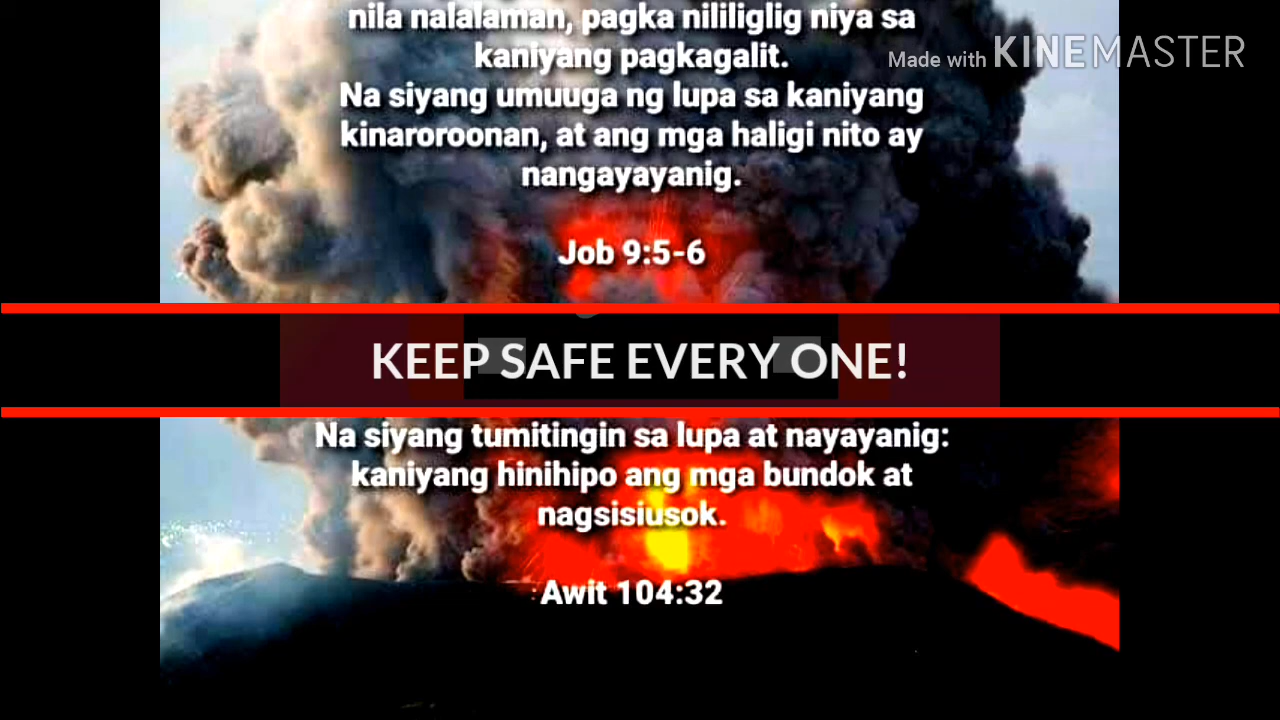 nila nalalaman, pagka nililiglig niya sa
kaniyang pagkagalit.
Made with KINEMASTER
Na siyang umuuga ng lupa sa kaniyang
kinaroroonan, at ang mga haligi nito ay
nangayayanig.
Job 9:5-6
KEEP SAFE EVERY ONE!
Na siyang tumitingin sa lupa at nayayanig:
kaniyang hinihipo ang mga bundok at
nagsisiusok.
Awit 104:32